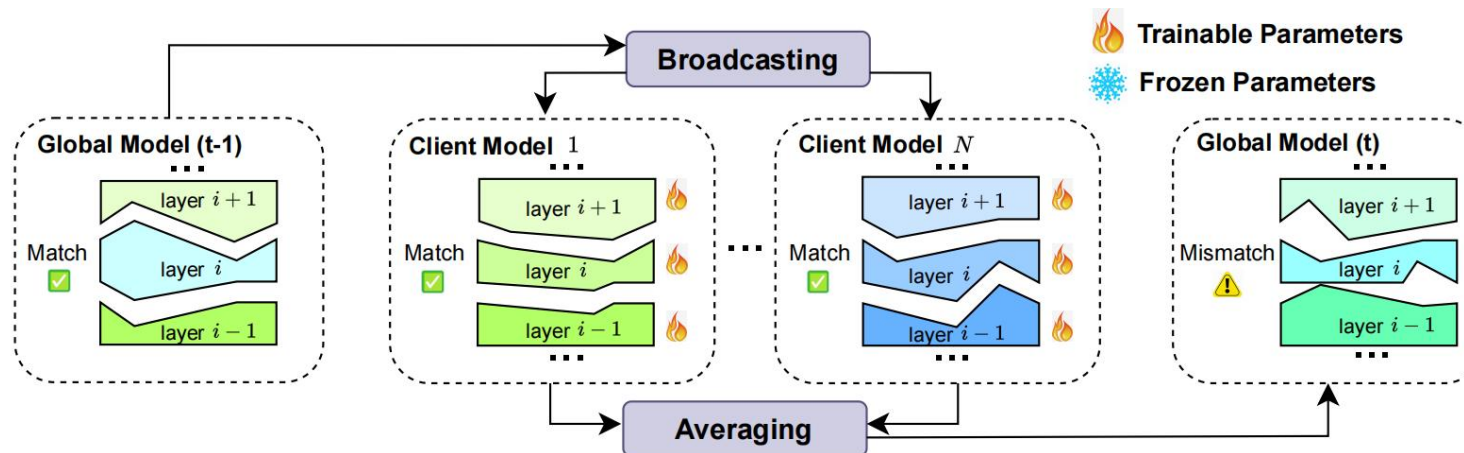 Broadcasting
Trainable Parameters
Frozen Parameters
Global Model (t-1)
...
layer i + 1
Match
layer i
layer i − 1
Client Model 1
...
layer i + 1
Match
layer i
layer i − 1
...
...
Client Model N
...
layer i + 1
Match
layer i
layer i − 1
...
Global Model (t)
...
layer i + 1
Mismatch
layer i
layer i − 1
...
Averaging